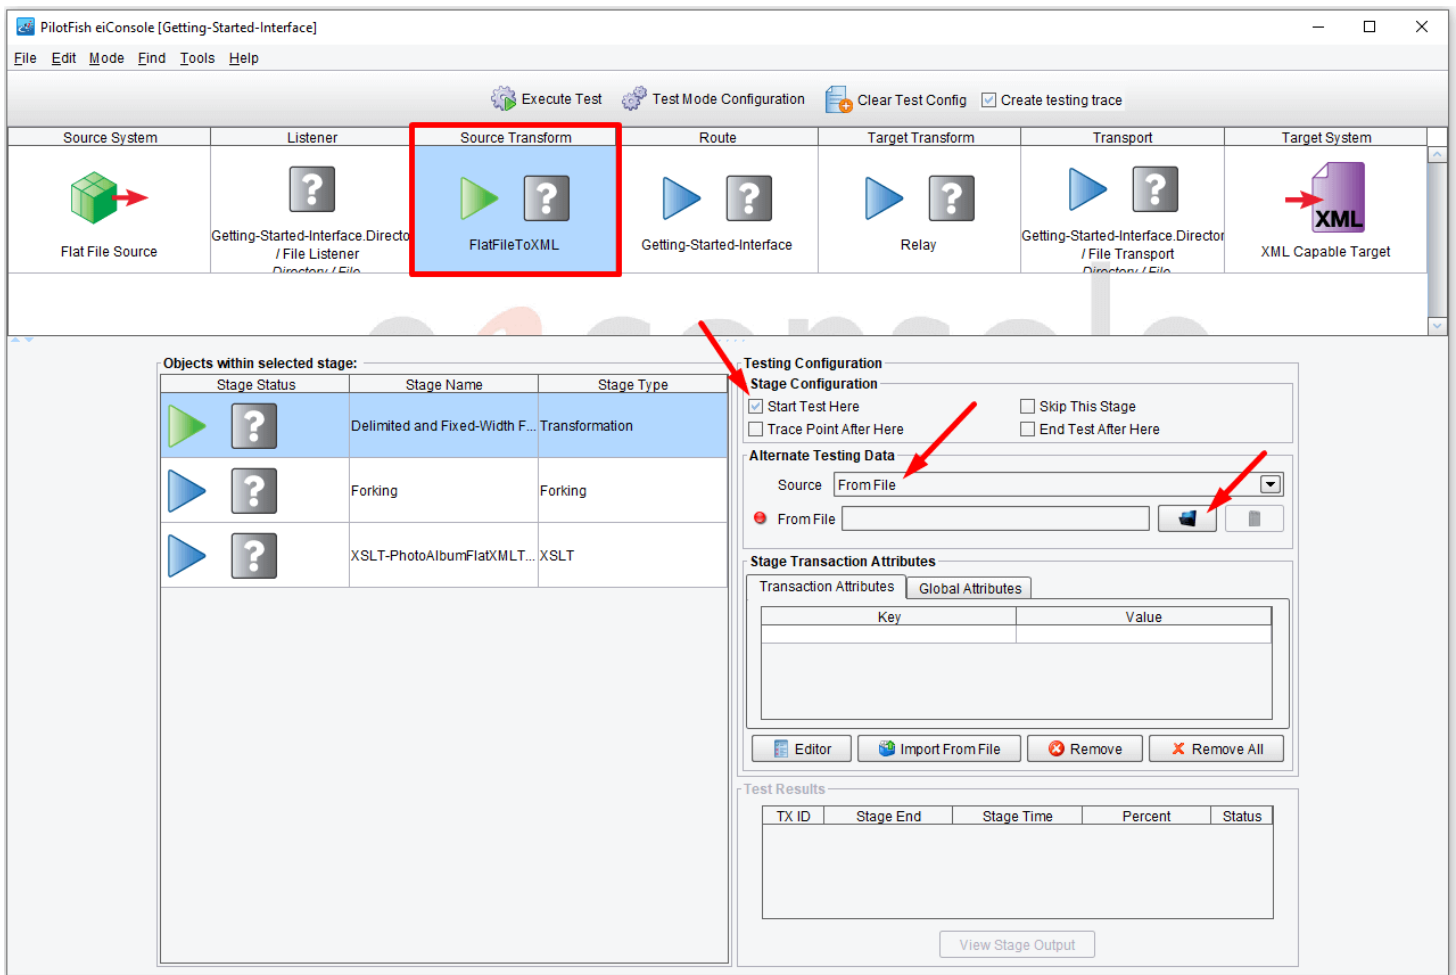 PilotFish eiConsole [Getting-Started-Interface]
File Edit Mode Find Tools Help
Execute Test Test Mode Configuration Clear Test Config Create testing trace
Source System Listener Source Transform Route Target Transform Transport Target System
XML
Flat File Source
Getting-Started-Interface.Directo
/ File Listener
Directory / File
FlatFileToXML
Getting-Started-Interface
Relay
Getting-Started-Interface.Director
/ File Transport
Directory / File
XML Capable Target
eiconsole
Objects within selected stage:
Stage Status Stage Name Stage Type
Delimited and Fixed-Width F... Transformation
Forking Forking
XSLT-PhotoAlbumFlatXMLT... XSLT
Testing Configuration
Stage Configuration
Start Test Here Skip This Stage
Trace Point After Here End Test After Here
Alternate Testing Data
Source From File
From File
Stage Transaction Attributes
Transaction Attributes Global Attributes
Key Value
Editor Import From File Remove Remove All
Test Results
TX ID Stage End Stage Time Percent Status
View Stage Output